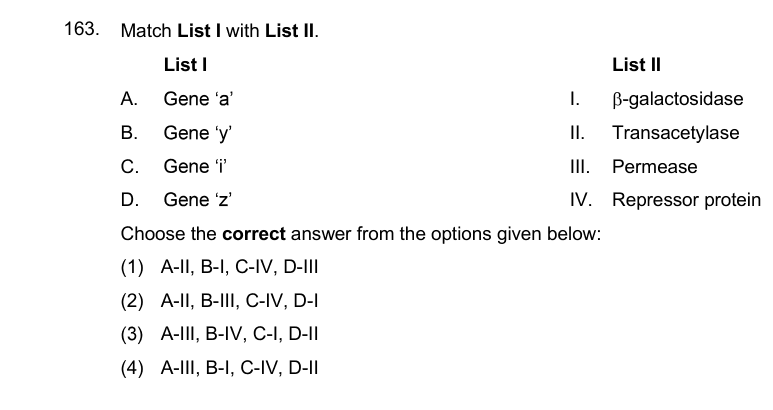 163. Match List I with List II.
List I List II
A. Gene ‘a’ I. β-galactosidase
B. Gene ‘y’ II. Transacetylase
C. Gene ‘i’ III. Permease
D. Gene ‘z’ IV. Repressor protein
Choose the correct answer from the options given below:
(1) A-II, B-I, C-IV, D-III
(2) A-II, B-III, C-IV, D-I
(3) A-III, B-IV, C-I, D-II
(4) A-III, B-I, C-IV, D-II